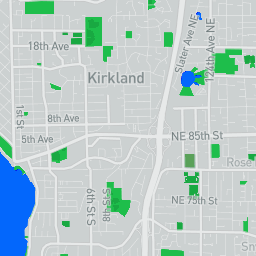 Slater Ave NE
124th Ave NE
18th Ave
Kirkland
1st St
8th Ave
5th Ave
NE 85th St
Rose
6th St S
8th St S
NE 75th St
Sm